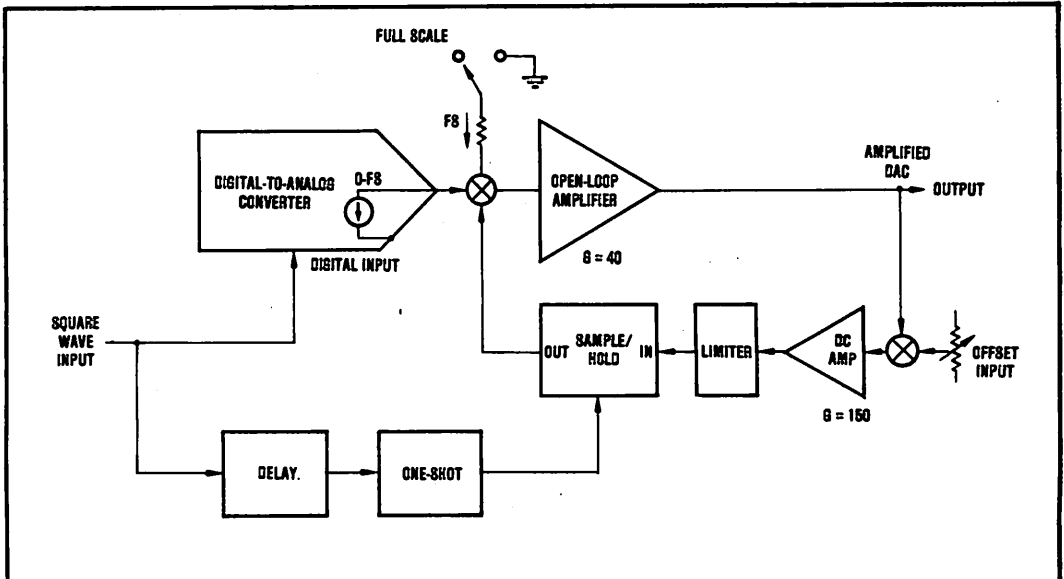 FULL SCALE
FS
DIGITAL-TO-ANALOG
CONVERTER
0-FS
DIGITAL INPUT
OPEN-LOOP
AMPLIFIER
G = 40
AMPLIFIED
DAC
OUTPUT
SQUARE
WAVE
INPUT
OUT
SAMPLE/
HOLD
IN
LIMITER
DC
AMP
G = 150
OFFSET
INPUT
DELAY.
ONE-SHOT